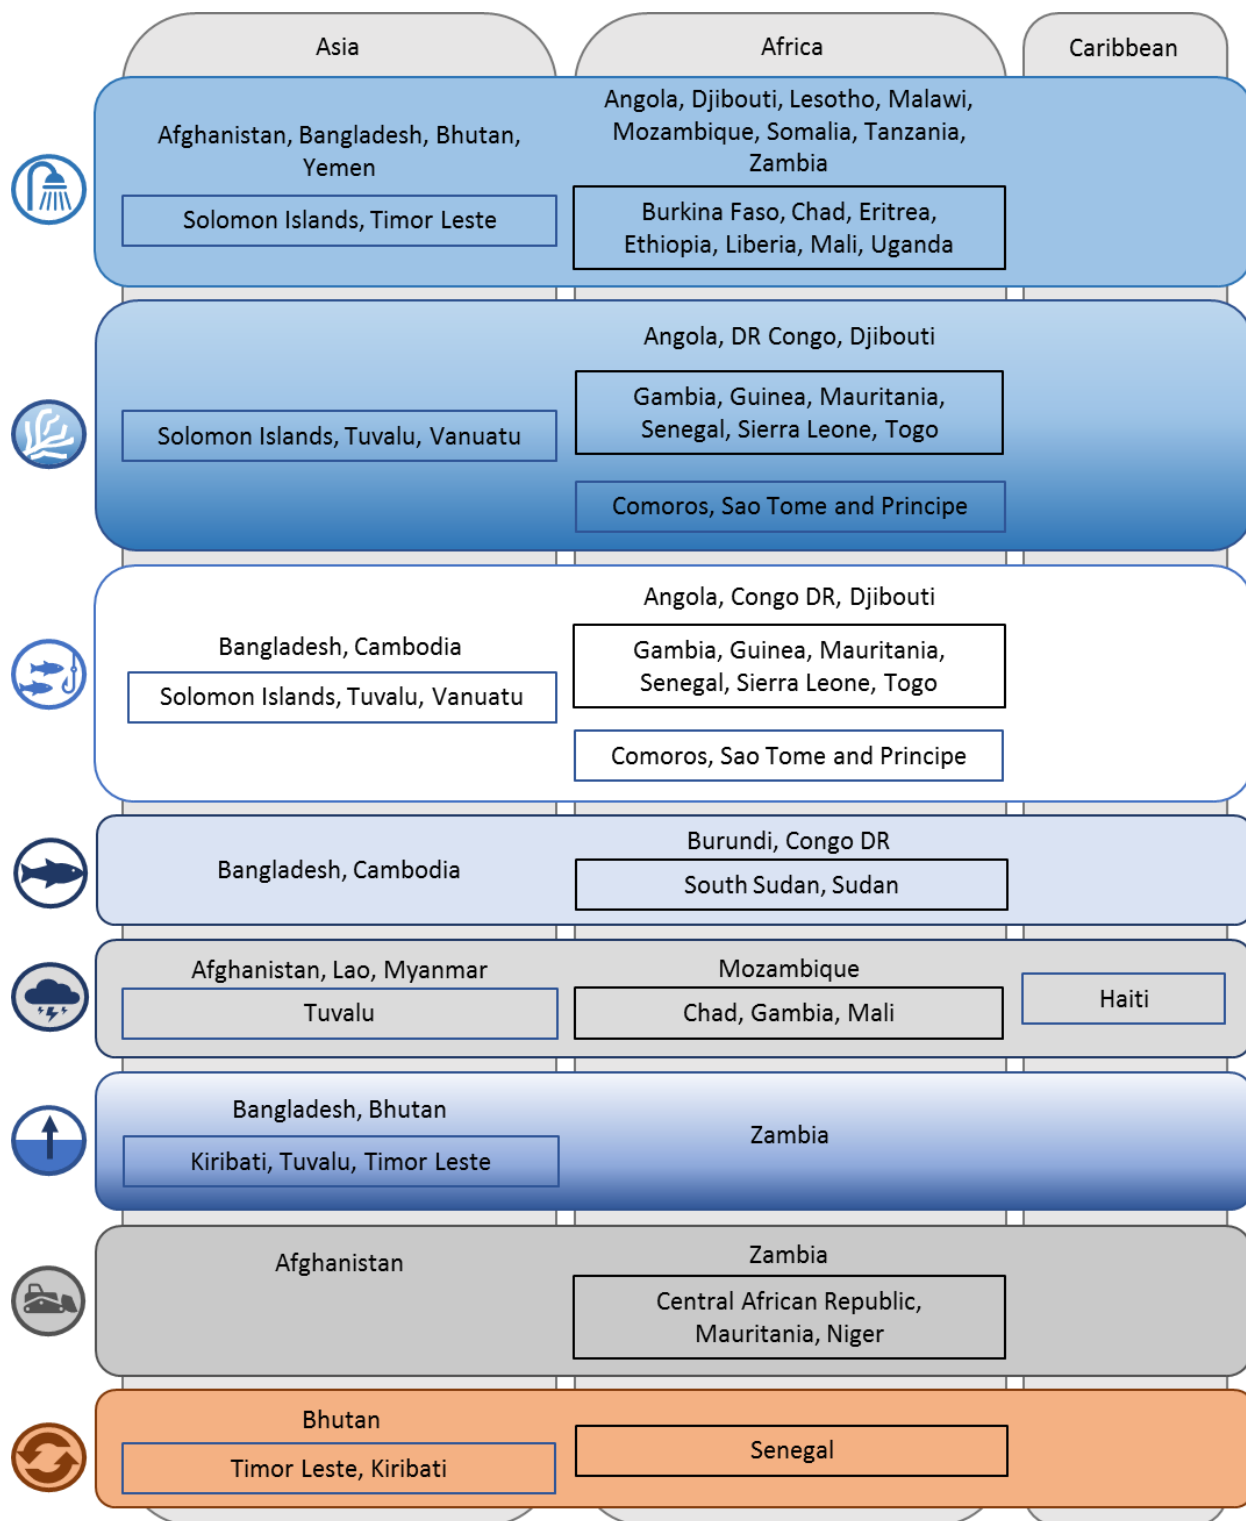 Asia
Africa
Caribbean
Afghanistan, Bangladesh, Bhutan,
Yemen
Solomon Islands, Timor Leste
Angola, Djibouti, Lesotho, Malawi,
Mozambique, Somalia, Tanzania,
Zambia
Burkina Faso, Chad, Eritrea,
Ethiopia, Liberia, Mali, Uganda
Solomon Islands, Tuvalu, Vanuatu
Angola, DR Congo, Djibouti
Gambia, Guinea, Mauritania,
Senegal, Sierra Leone, Togo
Comoros, Sao Tome and Principe
Bangladesh, Cambodia
Solomon Islands, Tuvalu, Vanuatu
Angola, Congo DR, Djibouti
Gambia, Guinea, Mauritania,
Senegal, Sierra Leone, Togo
Comoros, Sao Tome and Principe
Bangladesh, Cambodia
Burundi, Congo DR
South Sudan, Sudan
Afghanistan, Lao, Myanmar
Tuvalu
Mozambique
Chad, Gambia, Mali
Haiti
Bangladesh, Bhutan
Kiribati, Tuvalu, Timor Leste
Zambia
Afghanistan
Zambia
Central African Republic,
Mauritania, Niger
Bhutan
Timor Leste, Kiribati
Senegal